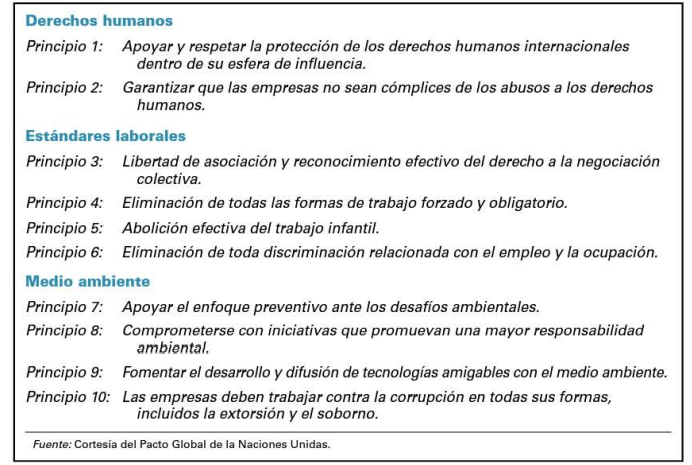 Derechos humanos
Principio 1: Apoyar y respetar la protección de los derechos humanos internacionales
dentro de su esfera de influencia.
Principio 2: Garantizar que las empresas no sean cómplices de los abusos a los derechos
humanos.
Estándares laborales
Principio 3: Libertad de asociación y reconocimiento efectivo del derecho a la negociación
colectiva.
Principio 4: Eliminación de todas las formas de trabajo forzado y obligatorio.
Principio 5: Abolición efectiva del trabajo infantil.
Principio 6: Eliminación de toda discriminación relacionada con el empleo y la ocupación.
Medio ambiente
Principio 7: Apoyar el enfoque preventivo ante los desafíos ambientales.
Principio 8: Comprometerse con iniciativas que promuevan una mayor responsabilidad
ambiental.
Principio 9: Fomentar el desarrollo y difusión de tecnologías amigables con el medio ambiente.
Principio 10: Las empresas deben trabajar contra la corrupción en todas sus formas,
incluidos la extorsión y el soborno.
Fuente: Cortesía del Pacto Global de la Naciones Unidas.